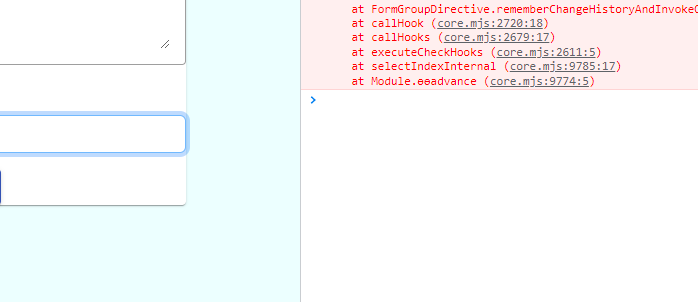 at FormGroupDirective.rememberChangeHistoryAndInvoke
at callHook (core.mjs:2720:18)
at callHooks (core.mjs:2679:17)
at executeCheckHooks (core.mjs:2611:5)
at selectIndexInternal (core.mjs:9785:17)
at Module.ɵɵadvance (core.mjs:9774:5)
>